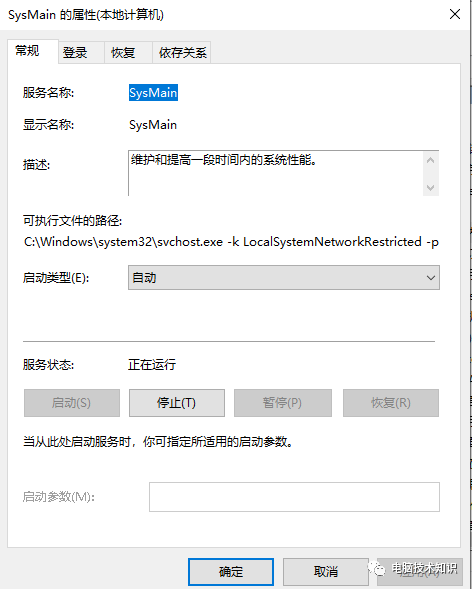 SysMain 的属性(本地计算机)
常规 登录 恢复 依存关系
服务名称: SysMain
显示名称: SysMain
描述: 维护和提高一段时间内的系统性能。
可执行文件的路径:
C:\Windows\system32\svchost.exe -k LocalSystemNetworkRestricted -p
启动类型(E): 自动
服务状态: 正在运行
启动(S) 停止(T) 暂停(P) 恢复(R)
当从此处启动服务时，你可指定所适用的启动参数。
启动参数(M):
确定 取消
电脑技术知识